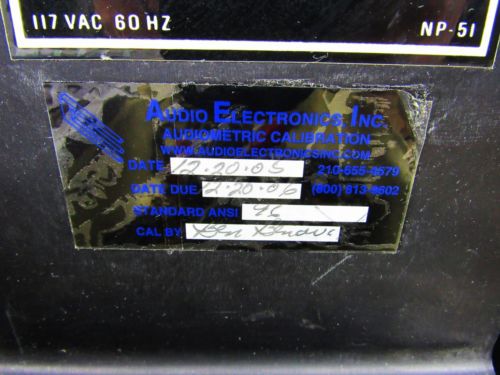 117 VAC 60 HZ NP-51
AUDIO ELECTRONICS, INC.
AUDIOMETRIC CALIBRATION
WWW.AUDIOELECTRONICSINC.COM
DATE 12.20.05 210-655-8579
DATE DUE 12.20.06 (800) 813-8602
STANDARD ANSI 96
CAL BY